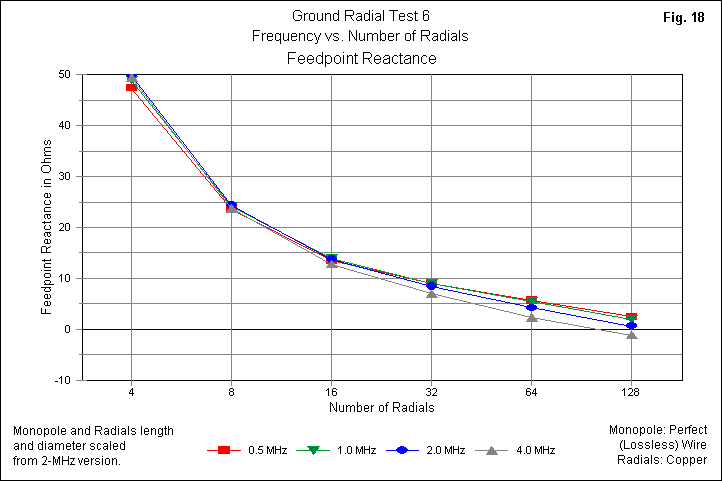 Ground Radial Test 6
Fig. 18
Frequency vs. Number of Radials
Feedpoint Reactance
Feedpoint Reactance in Ohms
50
40
30
20
10
0
-10
4 8 16 32 64 128
Number of Radials
Monopole and Radials length
and diameter scaled
from 2-MHz version.
0.5 MHz 1.0 MHz 2.0 MHz 4.0 MHz
Monopole: Perfect
(Lossless) Wire
Radials: Copper